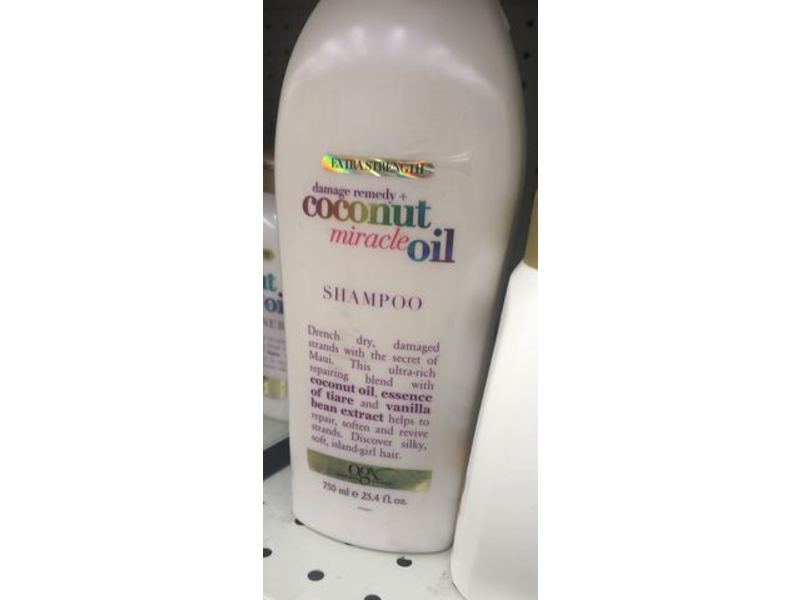 EXTRA STRENGTH
damage remedy +
coconut
miracle oil
SHAMPOO
Drench dry, damaged
strands with the secret of
Maui. This ultra-rich
repairing blend with
coconut oil, essence
of tiare and vanilla
bean extract helps to
repair, soften and revive
strands. Discover silky,
soft, island-girl hair.
ogx
750 ml e 25.4 fl. oz.